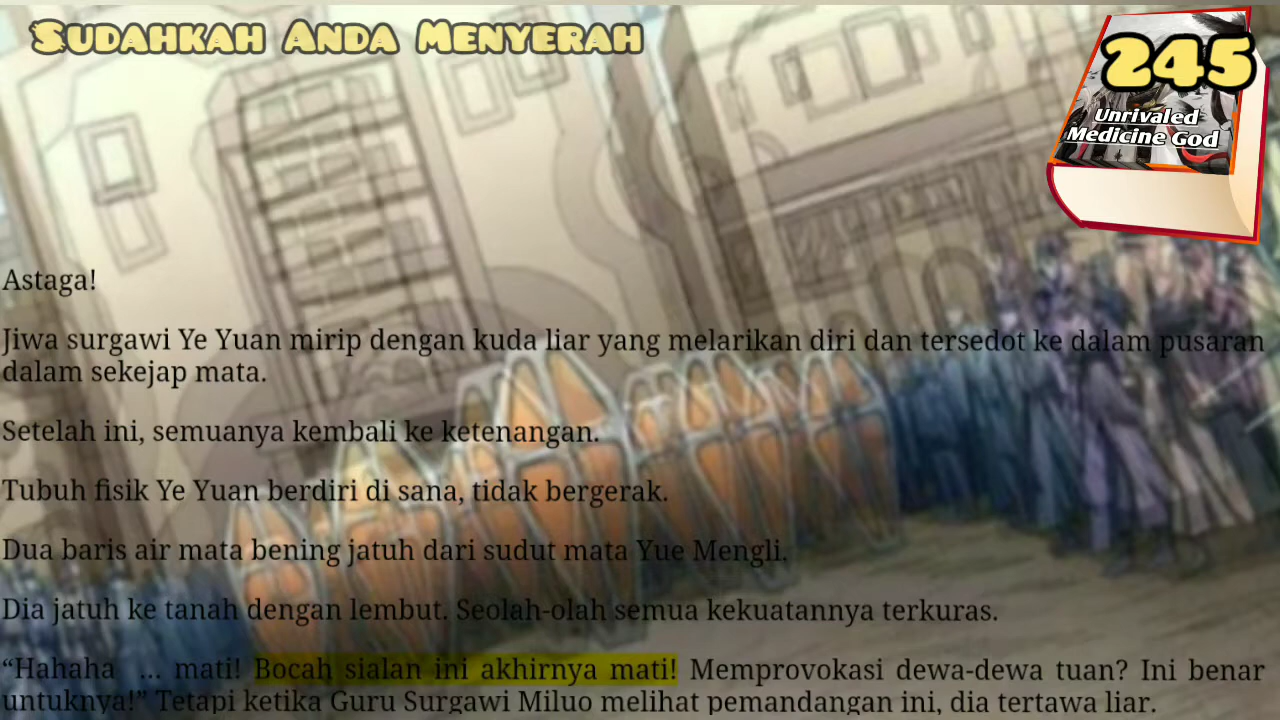 Sudahkah Anda Menyerah
245
Unrivaled
Medicine God
Astaga!
Jiwa surgawi Ye Yuan mirip dengan kuda liar yang melarikan diri dan tersedot ke dalam pusaran
dalam sekejap mata.
Setelah ini, semuanya kembali ke ketenangan.
Tubuh fisik Ye Yuan berdiri di sana, tidak bergerak.
Dua baris air mata bening jatuh dari sudut mata Yue Mengli.
Dia jatuh ke tanah dengan lembut. Seolah-olah semua kekuatannya terkuras.
“Hahaha … mati! Bocah sialan ini akhirnya mati! Memprovokasi dewa-dewa tuan? Ini benar
untuknya!” Tetapi ketika Guru Surgawi Miluo melihat pemandangan ini, dia tertawa liar.